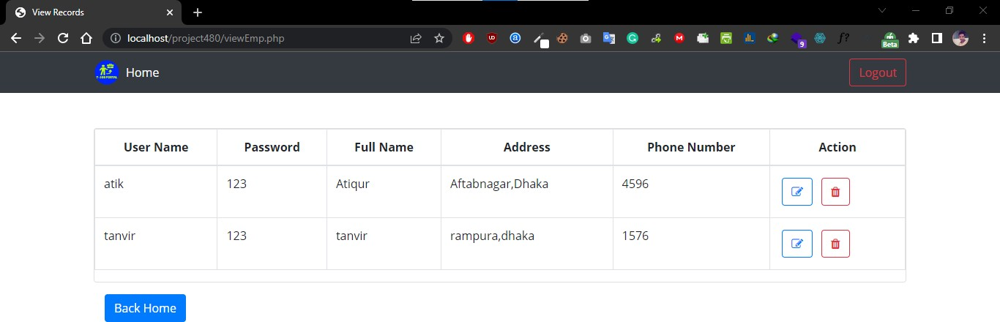 View Records
localhost/project480/viewEmp.php
9
Beta
Home
Logout
User Name Password Full Name Address Phone Number Action
atik 123 Atiqur Aftabnagar,Dhaka 4596
tanvir 123 tanvir rampura,dhaka 1576
Back Home